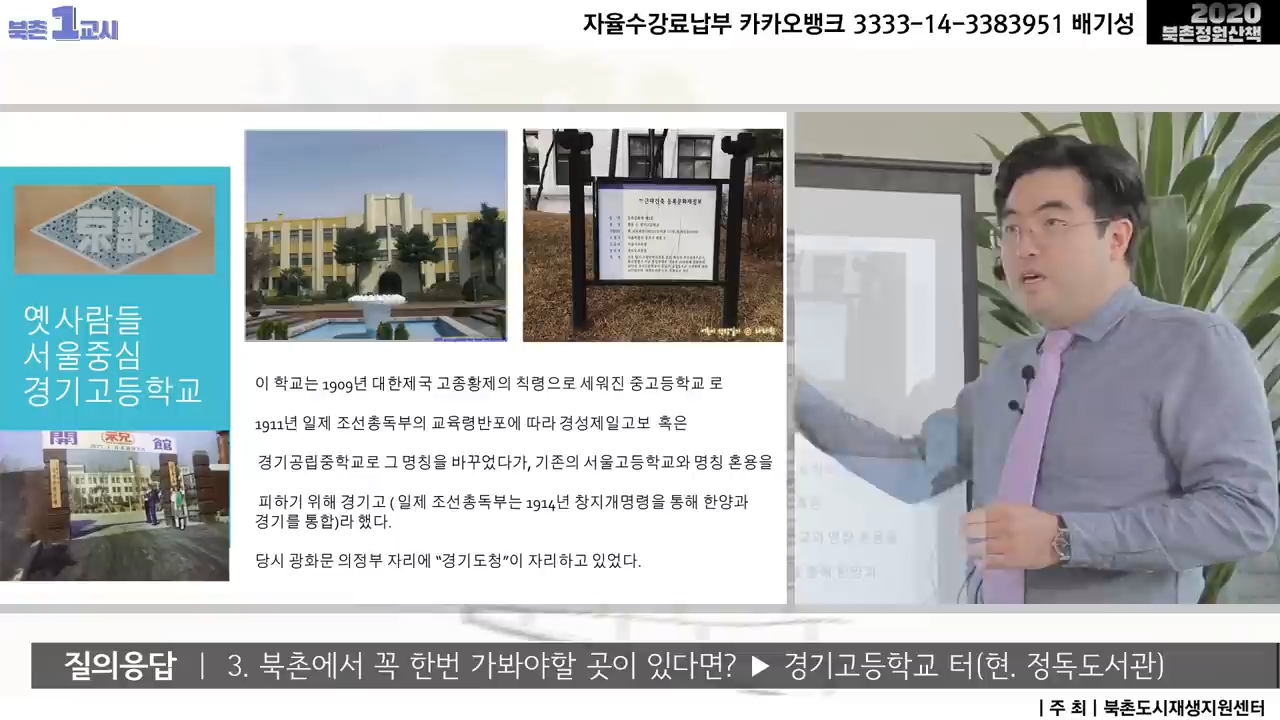 북촌 1교시
자율수강료납부 카카오뱅크 3333-14-3383951 배기성
2020
북촌정원산책
옛사람들
서울중심
경기고등학교
開 館
이 학교는 1909년 대한제국 고종황제의 칙령으로 세워진 중고등학교 로
1911년 일제 조선총독부의 교육령반포에 따라 경성제일고보 혹은
경기공립중학교로 그 명칭을 바꾸었다가, 기존의 서울고등학교와 명칭 혼용을
피하기 위해 경기고 ( 일제 조선총독부는 1914년 창지개명령을 통해 한양과
경기를 통합)라 했다.
당시 광화문 의정부 자리에 “경기도청”이 자리하고 있었다.
질의응답 | 3. 북촌에서 꼭 한번 가봐야할 곳이 있다면? ▶ 경기고등학교 터(현. 정독도서관)
| 주 최 | 북촌도시재생지원센터